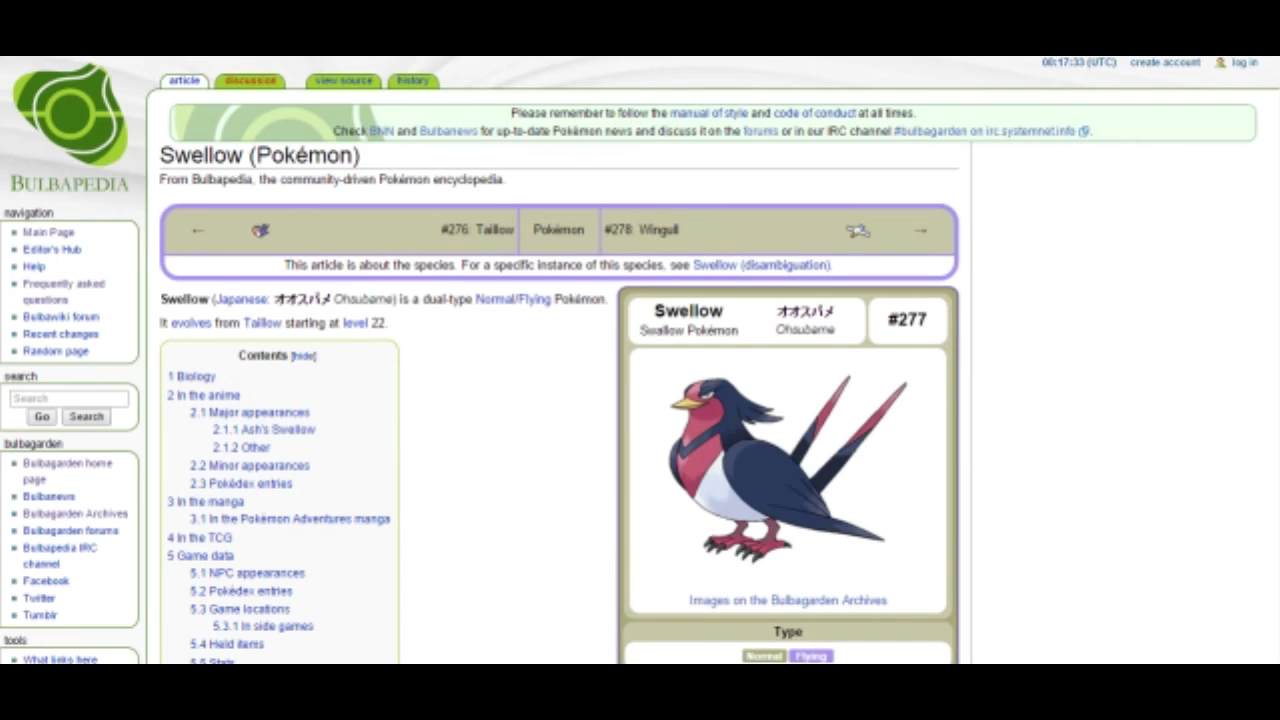 00:17:33 (UTC) create account log in
article discussion view source history
Please remember to follow the manual of style and code of conduct at all times.
Check BNN and Bulbanews for up-to-date Pokémon news and discuss it on the forums or in our IRC channel #bulbagarden on irc.systemnet.info.
BULBAPEDIA
Swellow (Pokémon)
From Bulbapedia, the community-driven Pokémon encyclopedia.
← #276: Taillow Pokémon #278: Wingull →
This article is about the species. For a specific instance of this species, see Swellow (disambiguation).
Swellow (Japanese: オオスバメ Ohsubame) is a dual-type Normal/Flying Pokémon.
It evolves from Taillow starting at level 22.
Contents [hide]
1 Biology
2 In the anime
2.1 Major appearances
2.1.1 Ash's Swellow
2.1.2 Other
2.2 Minor appearances
2.3 Pokédex entries
3 In the manga
3.1 In the Pokémon Adventures manga
4 In the TCG
5 Game data
5.1 NPC appearances
5.2 Pokédex entries
5.3 Game locations
5.3.1 In side games
5.4 Held items
5.5 Stats
Swellow オオスバメ #277
Swallow Pokémon Ohsubame
Images on the Bulbagarden Archives
Type
Normal Flying
navigation
Main Page
Editor's Hub
Help
Frequently asked
questions
Bulbawiki forum
Recent changes
Random page
search
Search
Go Search
bulbagarden
Bulbagarden home
page
Bulbanews
Bulbagarden Archives
Bulbagarden forums
Bulbapedia IRC
channel
Facebook
Twitter
Tumblr
tools
What links here